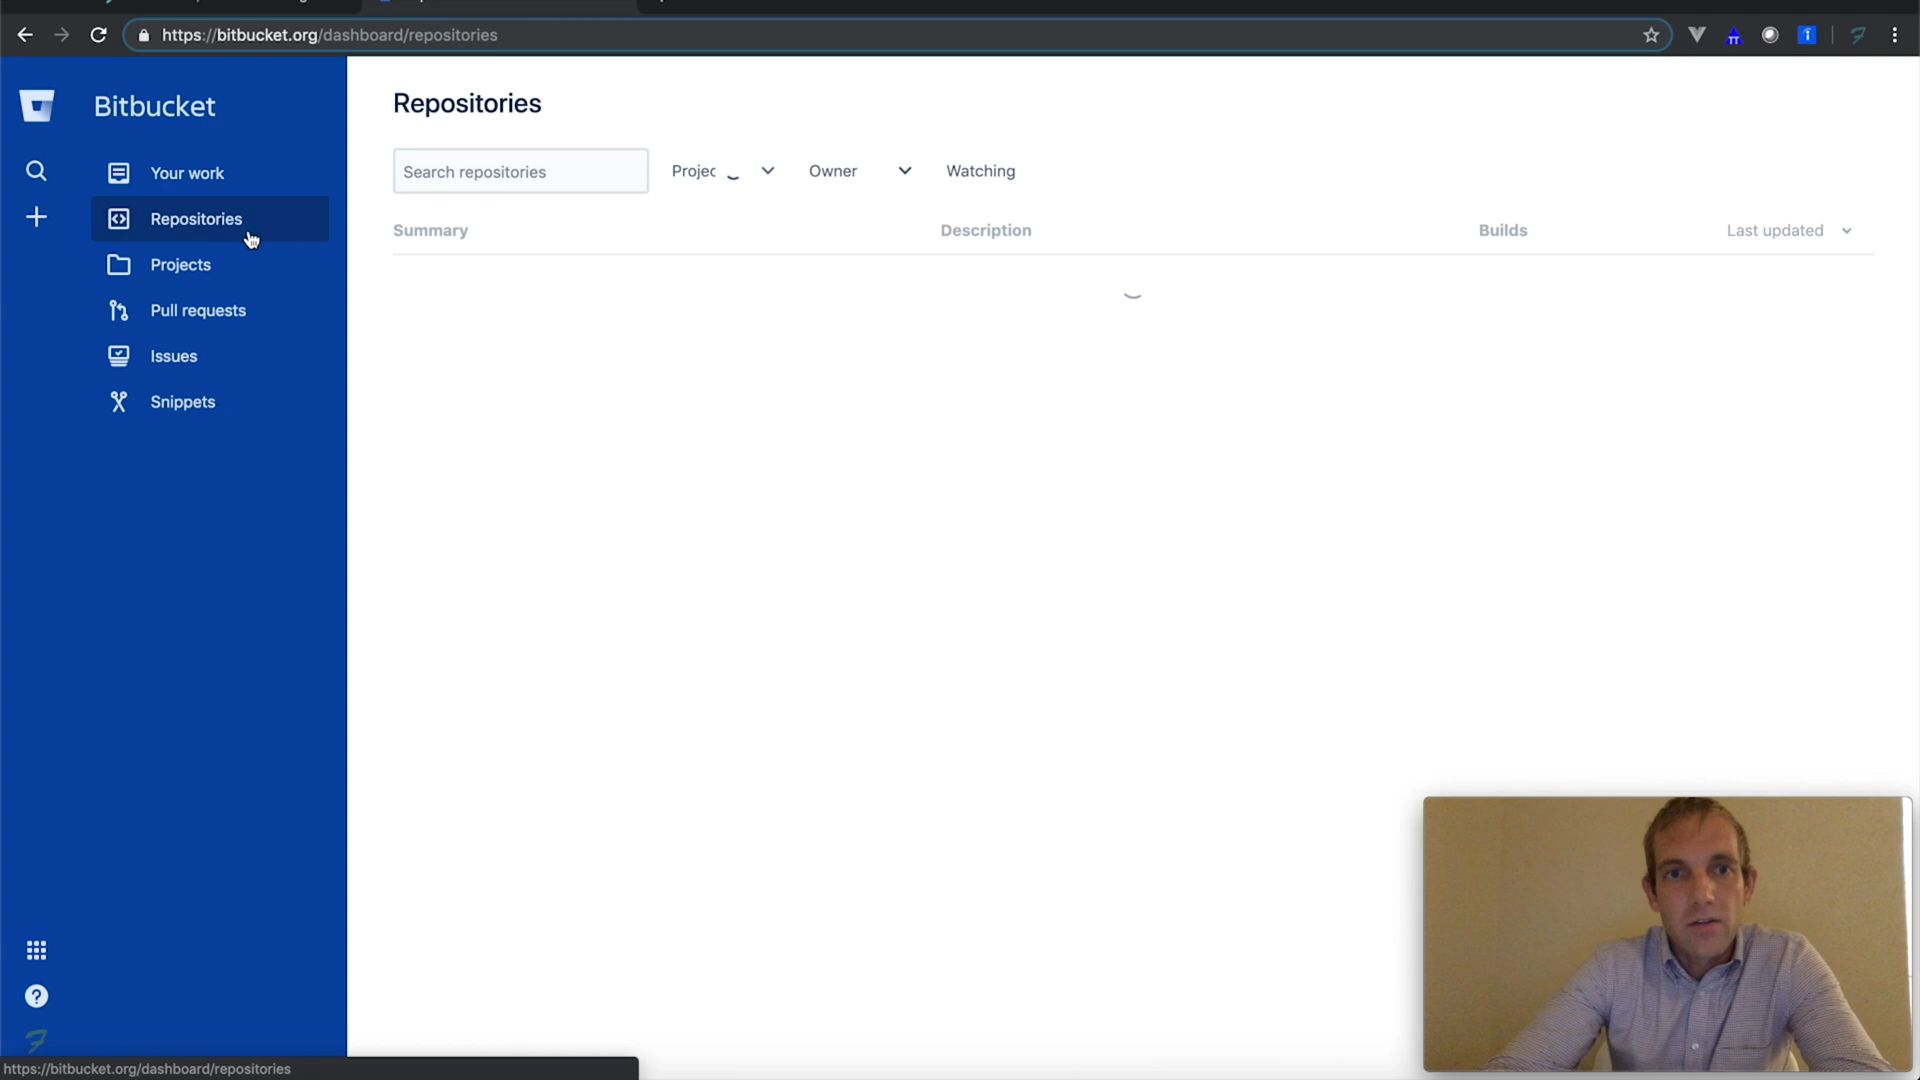 https://bitbucket.org/dashboard/repositories
Bitbucket
Your work
Repositories
Projects
Pull requests
Issues
Snippets
Repositories
Search repositories
Projec
Owner
Watching
Summary
Description
Builds
Last updated
https://bitbucket.org/dashboard/repositories